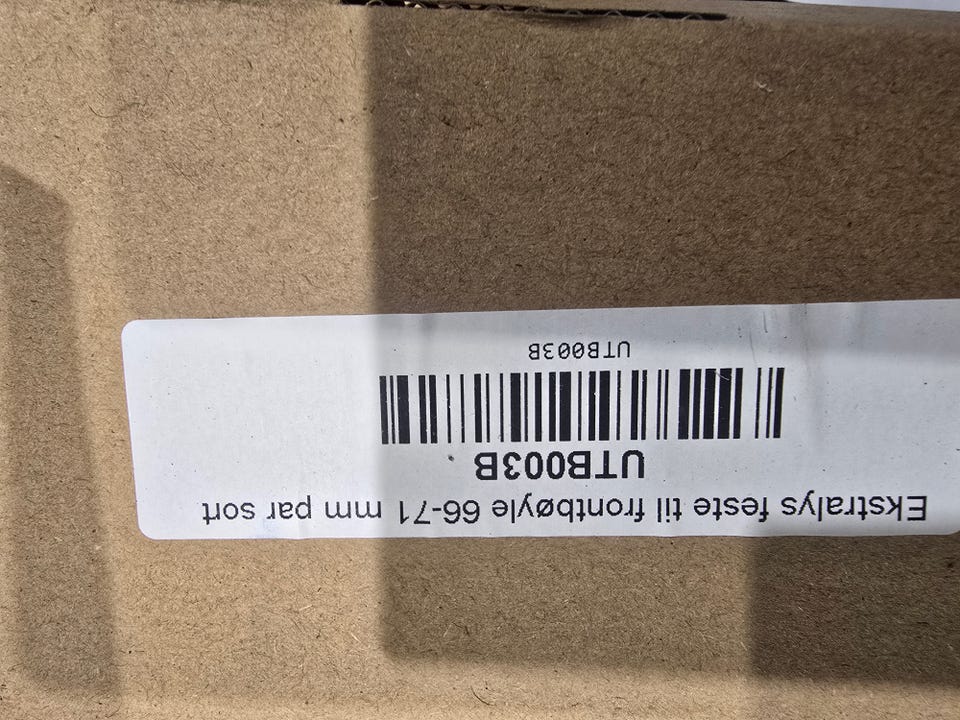 Ekstralys feste til frontbøyle 66-71 mm par sort
UTB003B
UTB003B